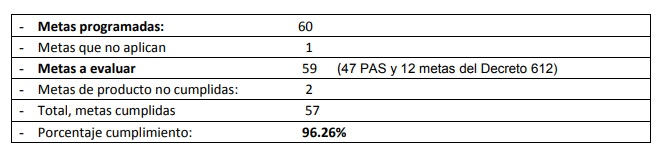 - Metas programadas: 60
- Metas que no aplican 1
- Metas a evaluar 59 (47 PAS y 12 metas del Decreto 612)
- Metas de producto no cumplidas: 2
- Total, metas cumplidas 57
- Porcentaje cumplimiento: 96.26%